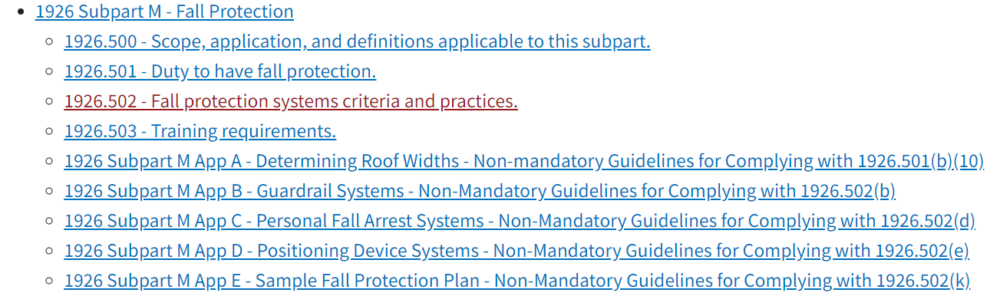 1926 Subpart M - Fall Protection
1926.500 - Scope, application, and definitions applicable to this subpart.
1926.501 - Duty to have fall protection.
1926.502 - Fall protection systems criteria and practices.
1926.503 - Training requirements.
1926 Subpart M App A - Determining Roof Widths - Non-mandatory Guidelines for Complying with 1926.501(b)(10)
1926 Subpart M App B - Guardrail Systems - Non-Mandatory Guidelines for Complying with 1926.502(b)
1926 Subpart M App C - Personal Fall Arrest Systems - Non-Mandatory Guidelines for Complying with 1926.502(d)
1926 Subpart M App D - Positioning Device Systems - Non-Mandatory Guidelines for Complying with 1926.502(e)
1926 Subpart M App E - Sample Fall Protection Plan - Non-Mandatory Guidelines for Complying with 1926.502(k)